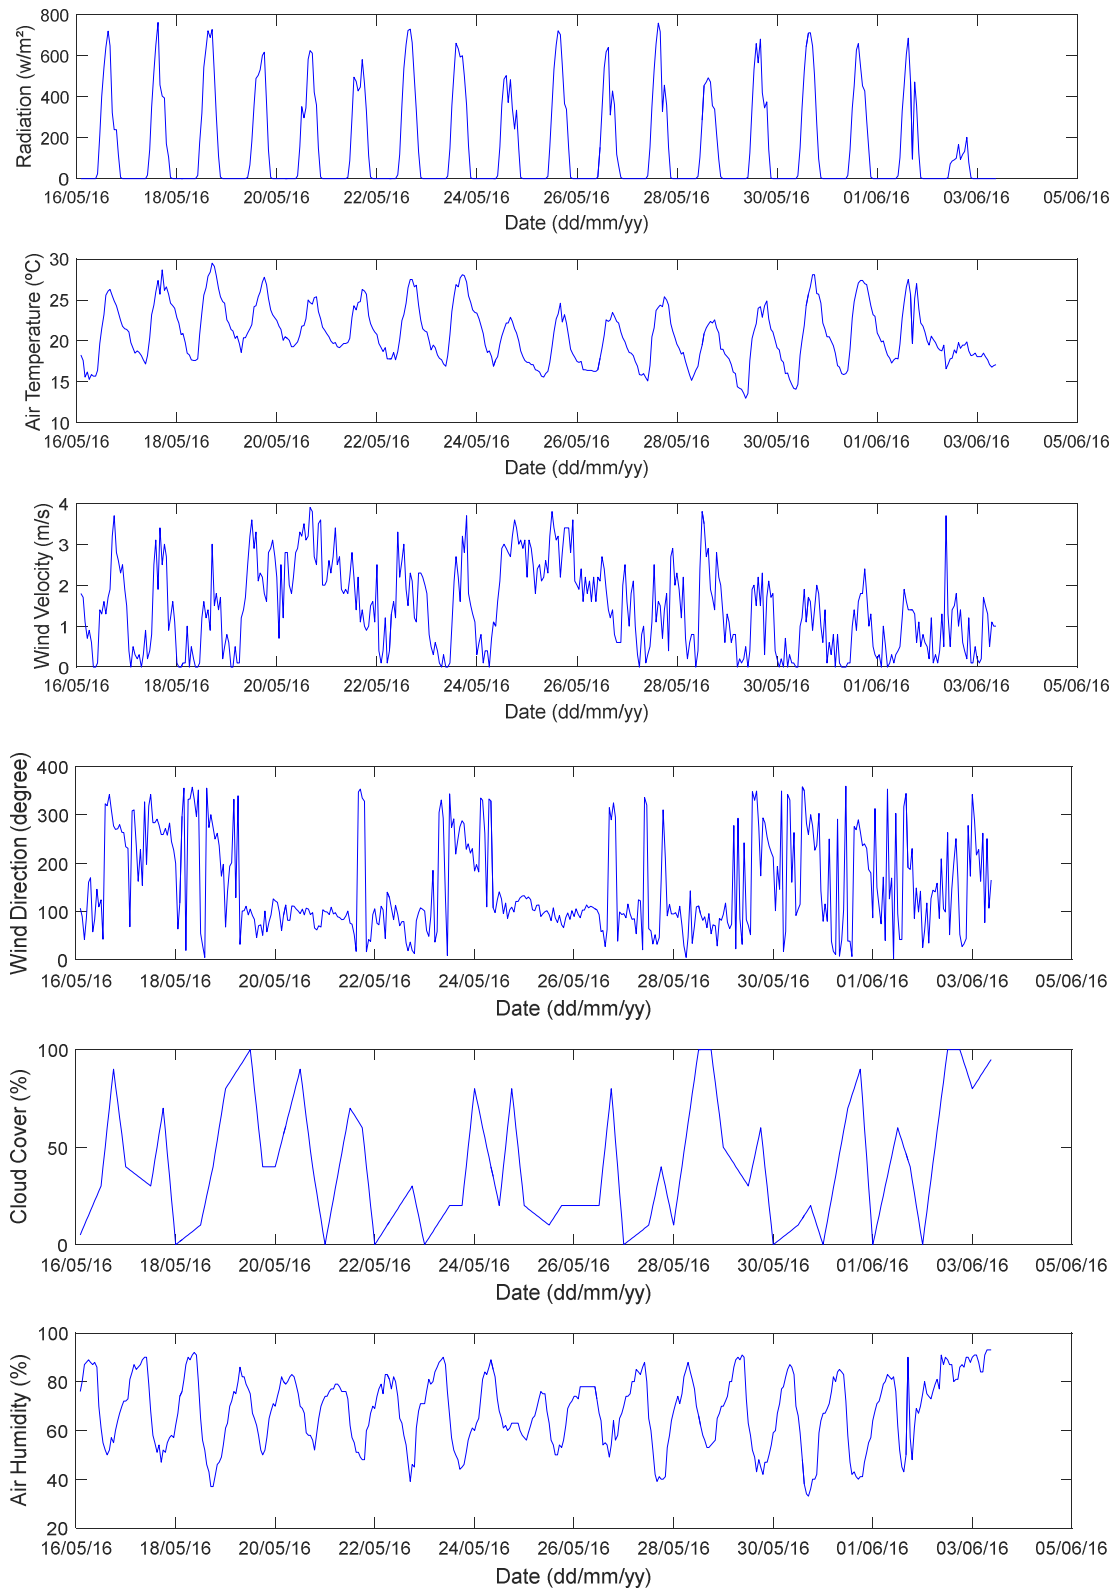 Radiation (w/m²)
800
600
400
200
0
16/05/16 18/05/16 20/05/16 22/05/16 24/05/16 26/05/16 28/05/16 30/05/16 01/06/16 03/06/16 05/06/16
Date (dd/mm/yy)
Air Temperature (ºC)
30
25
20
15
10
16/05/16 18/05/16 20/05/16 22/05/16 24/05/16 26/05/16 28/05/16 30/05/16 01/06/16 03/06/16 05/06/16
Date (dd/mm/yy)
Wind Velocity (m/s)
4
3
2
1
0
16/05/16 18/05/16 20/05/16 22/05/16 24/05/16 26/05/16 28/05/16 30/05/16 01/06/16 03/06/16 05/06/16
Date (dd/mm/yy)
Wind Direction (degree)
400
300
200
100
0
16/05/16 18/05/16 20/05/16 22/05/16 24/05/16 26/05/16 28/05/16 30/05/16 01/06/16 03/06/16 05/06/16
Date (dd/mm/yy)
Cloud Cover (%)
100
50
0
16/05/16 18/05/16 20/05/16 22/05/16 24/05/16 26/05/16 28/05/16 30/05/16 01/06/16 03/06/16 05/06/16
Date (dd/mm/yy)
Air Humidity (%)
100
80
60
40
20
16/05/16 18/05/16 20/05/16 22/05/16 24/05/16 26/05/16 28/05/16 30/05/16 01/06/16 03/06/16 05/06/16
Date (dd/mm/yy)